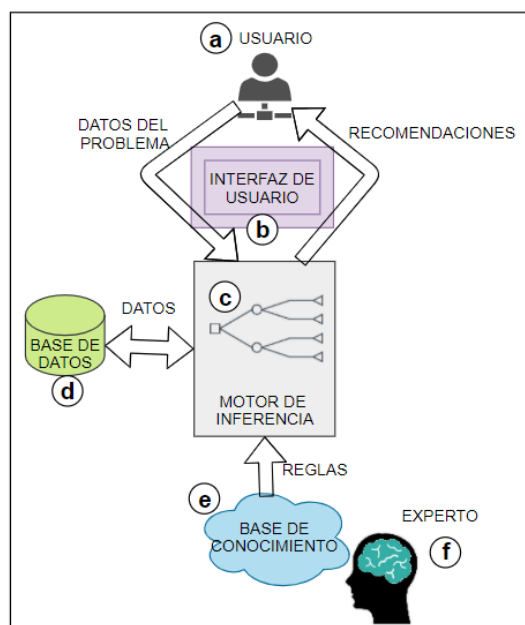 a USUARIO
DATOS DEL
PROBLEMA
RECOMENDACIONES
INTERFAZ DE
USUARIO
b
c
DATOS
BASE DE
DATOS
d
MOTOR DE
INFERENCIA
REGLAS
e
BASE DE
CONOCIMIENTO
EXPERTO
f